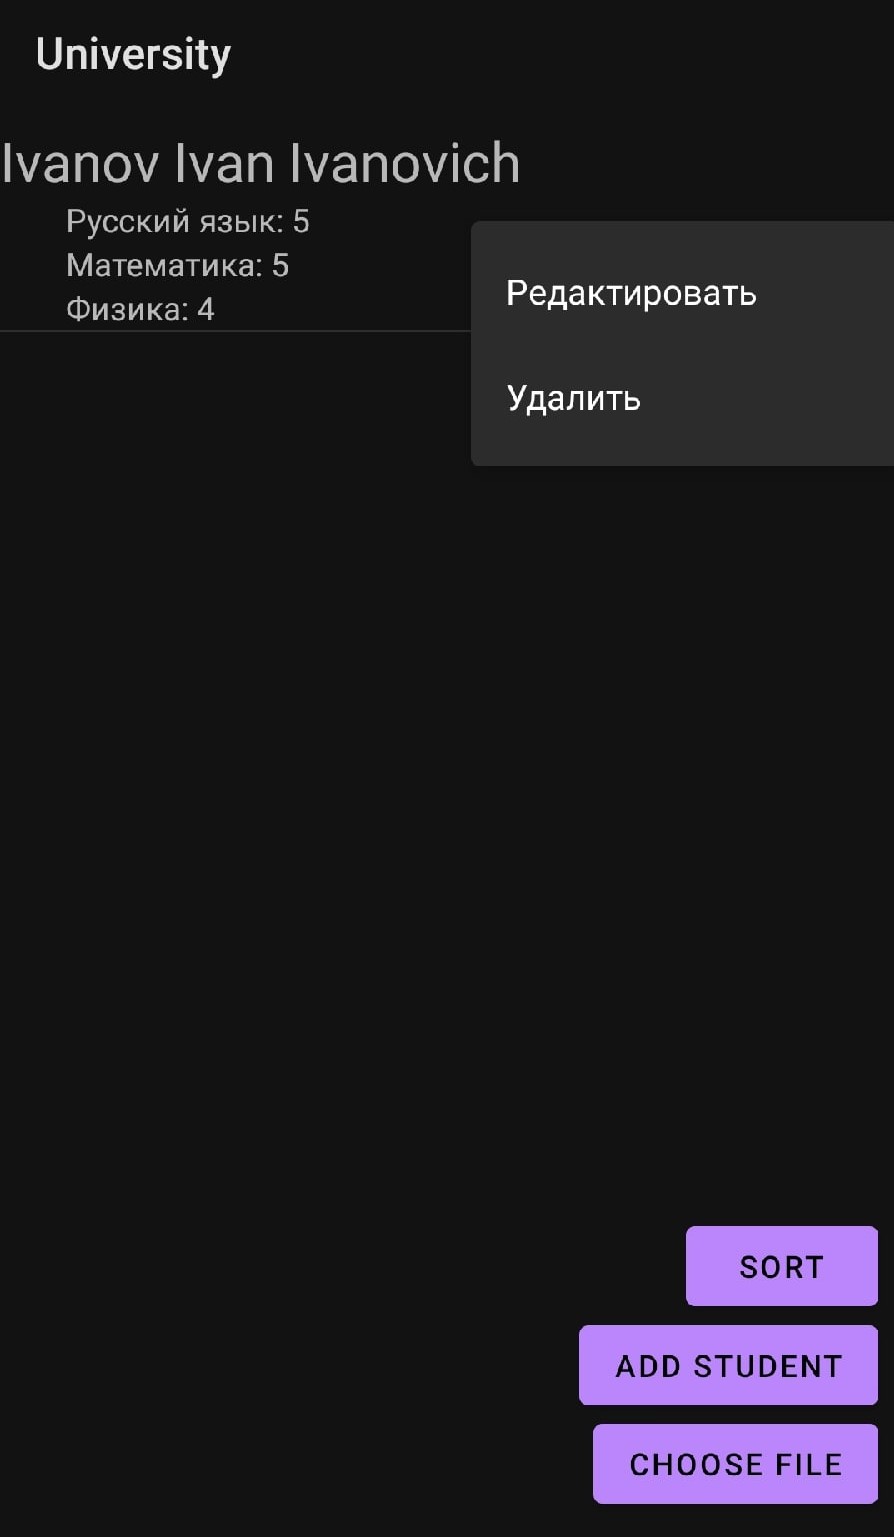 University
Ivanov Ivan Ivanovich
Русский язык: 5
Математика: 5
Физика: 4
Редактировать
Удалить
SORT
ADD STUDENT
CHOOSE FILE